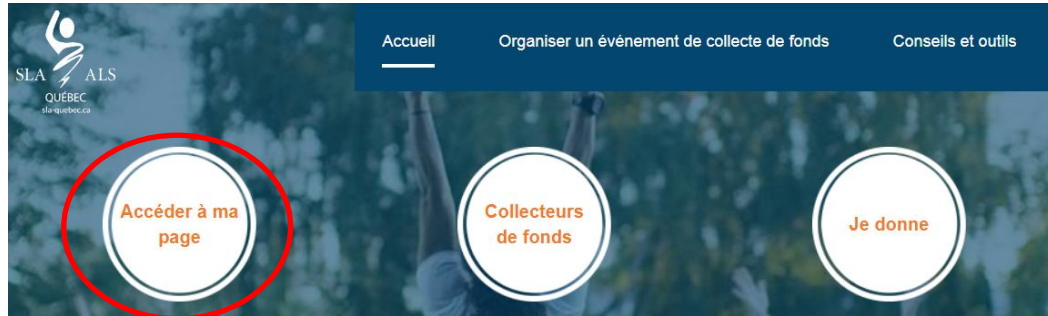 SLA ALS
QUÉBEC
sla-quebec.ca
Accueil
Organiser un événement de collecte de fonds
Conseils et outils
Accéder à ma
page
Collecteurs
de fonds
Je donne